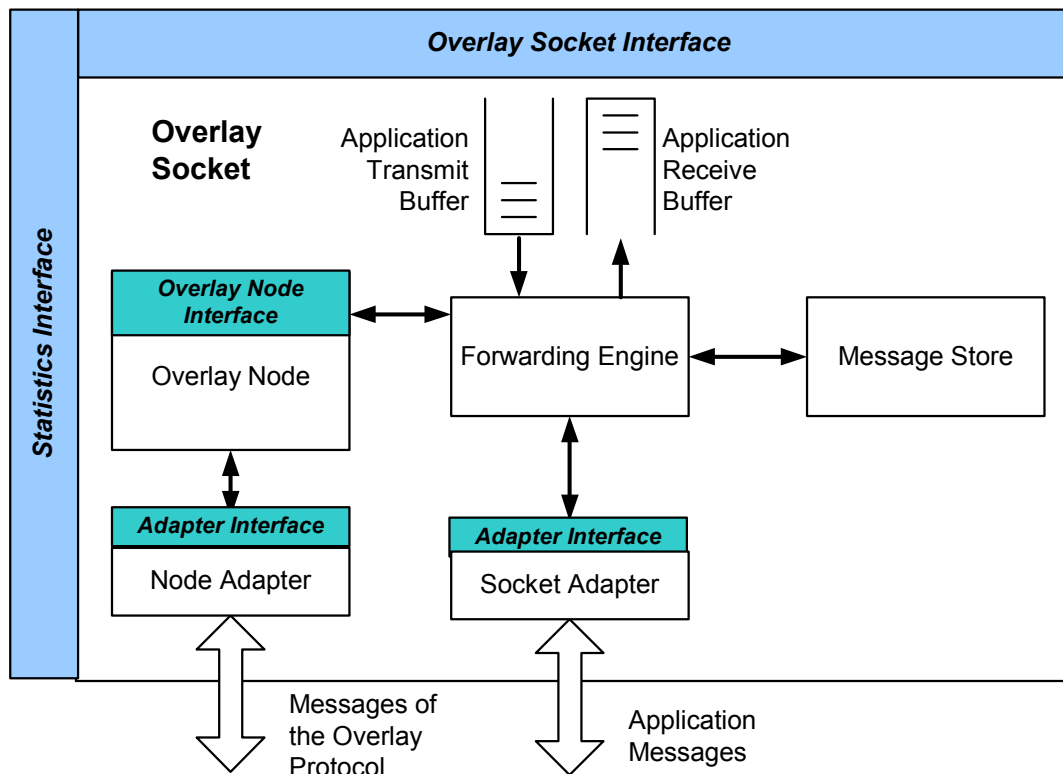 Overlay Socket Interface
Statistics Interface
Overlay
Socket
Application
Transmit
Buffer
Application
Receive
Buffer
Overlay Node
Interface
Overlay Node
Forwarding Engine
Message Store
Adapter Interface
Node Adapter
Adapter Interface
Socket Adapter
Messages of
the Overlay
Protocol
Application
Messages